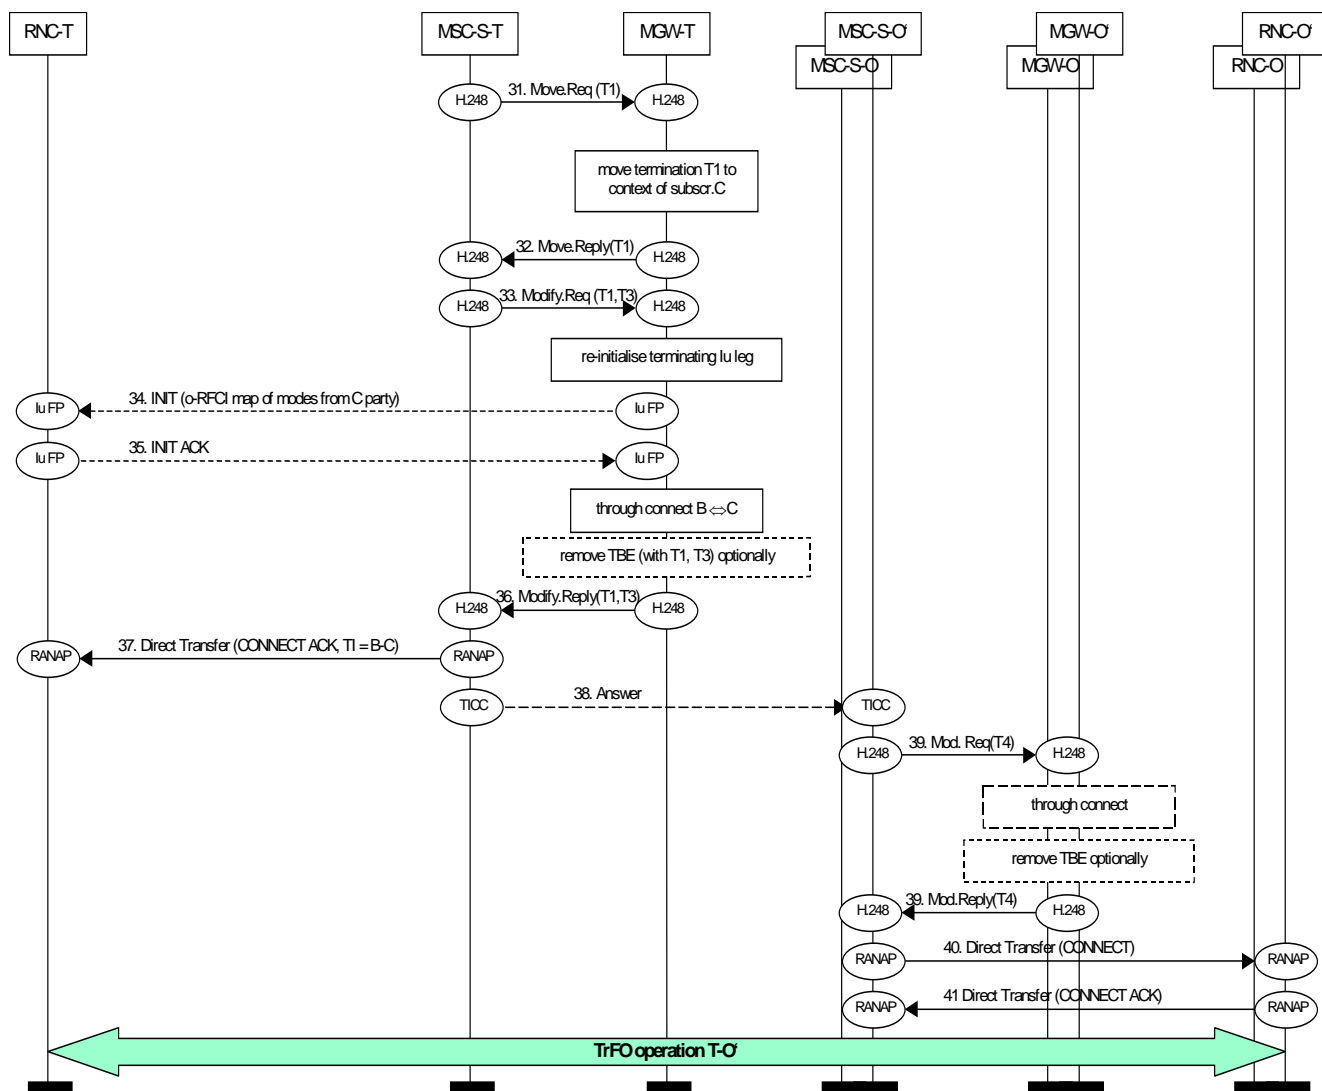 RNC-T
MSC-S-T
MGW-T
MSC-S-O'
MGW-O'
RNC-O'
MSC-S-O
MGW-O
RNC-O
H.248
31. Move.Req (T1)
H.248
move termination T1 to
context of subscr.C
H.248
32. Move.Reply(T1)
H.248
H.248
33. Modify.Req (T1,T3)
H.248
re-initialise terminating Iu leg
Iu FP
34. INIT (o-RFCI map of modes from C party)
Iu FP
Iu FP
35. INIT ACK
Iu FP
through connect B ⇔ C
remove TBE (with T1, T3) optionally
H.248
36. Modify.Reply(T1,T3)
H.248
RANAP
37. Direct Transfer (CONNECT ACK, TI = B-C)
RANAP
TICC
38. Answer
TICC
H.248
39. Mod. Req(T4)
H.248
through connect
remove TBE optionally
H.248
39. Mod.Reply(T4)
H.248
RANAP
40. Direct Transfer (CONNECT)
RANAP
RANAP
41 Direct Transfer (CONNECT ACK)
RANAP
TrFO operation T-O'